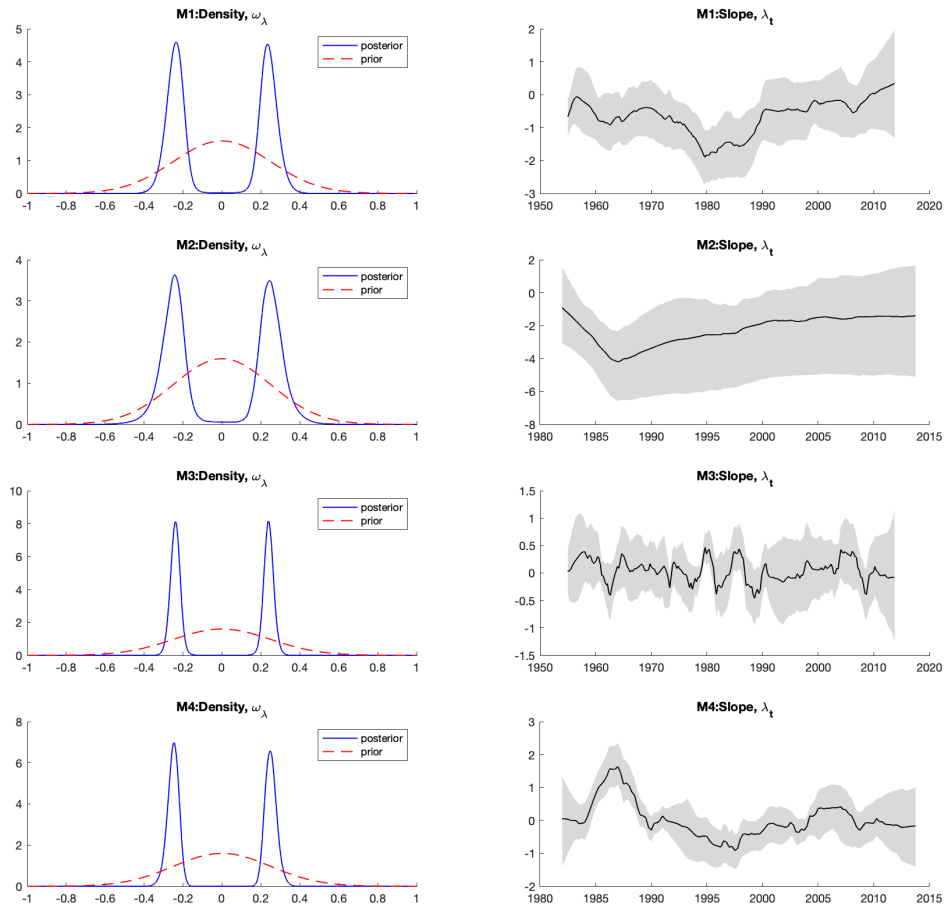 M1:Density, ω_λ
5
4
3
2
1
0
-1 -0.8 -0.6 -0.4 -0.2 0 0.2 0.4 0.6 0.8 1
posterior
prior
M1:Slope, λ_t
2
1
0
-1
-2
-3
1950 1960 1970 1980 1990 2000 2010 2020
M2:Density, ω_λ
4
3
2
1
0
-1 -0.8 -0.6 -0.4 -0.2 0 0.2 0.4 0.6 0.8 1
posterior
prior
M2:Slope, λ_t
2
0
-2
-4
-6
-8
1980 1985 1990 1995 2000 2005 2010 2015
M3:Density, ω_λ
10
8
6
4
2
0
-1 -0.8 -0.6 -0.4 -0.2 0 0.2 0.4 0.6 0.8 1
posterior
prior
M3:Slope, λ_t
1.5
1
0.5
0
-0.5
-1
-1.5
1950 1960 1970 1980 1990 2000 2010 2020
M4:Density, ω_λ
8
6
4
2
0
-1 -0.8 -0.6 -0.4 -0.2 0 0.2 0.4 0.6 0.8 1
posterior
prior
M4:Slope, λ_t
3
2
1
0
-1
-2
1980 1985 1990 1995 2000 2005 2010 2015